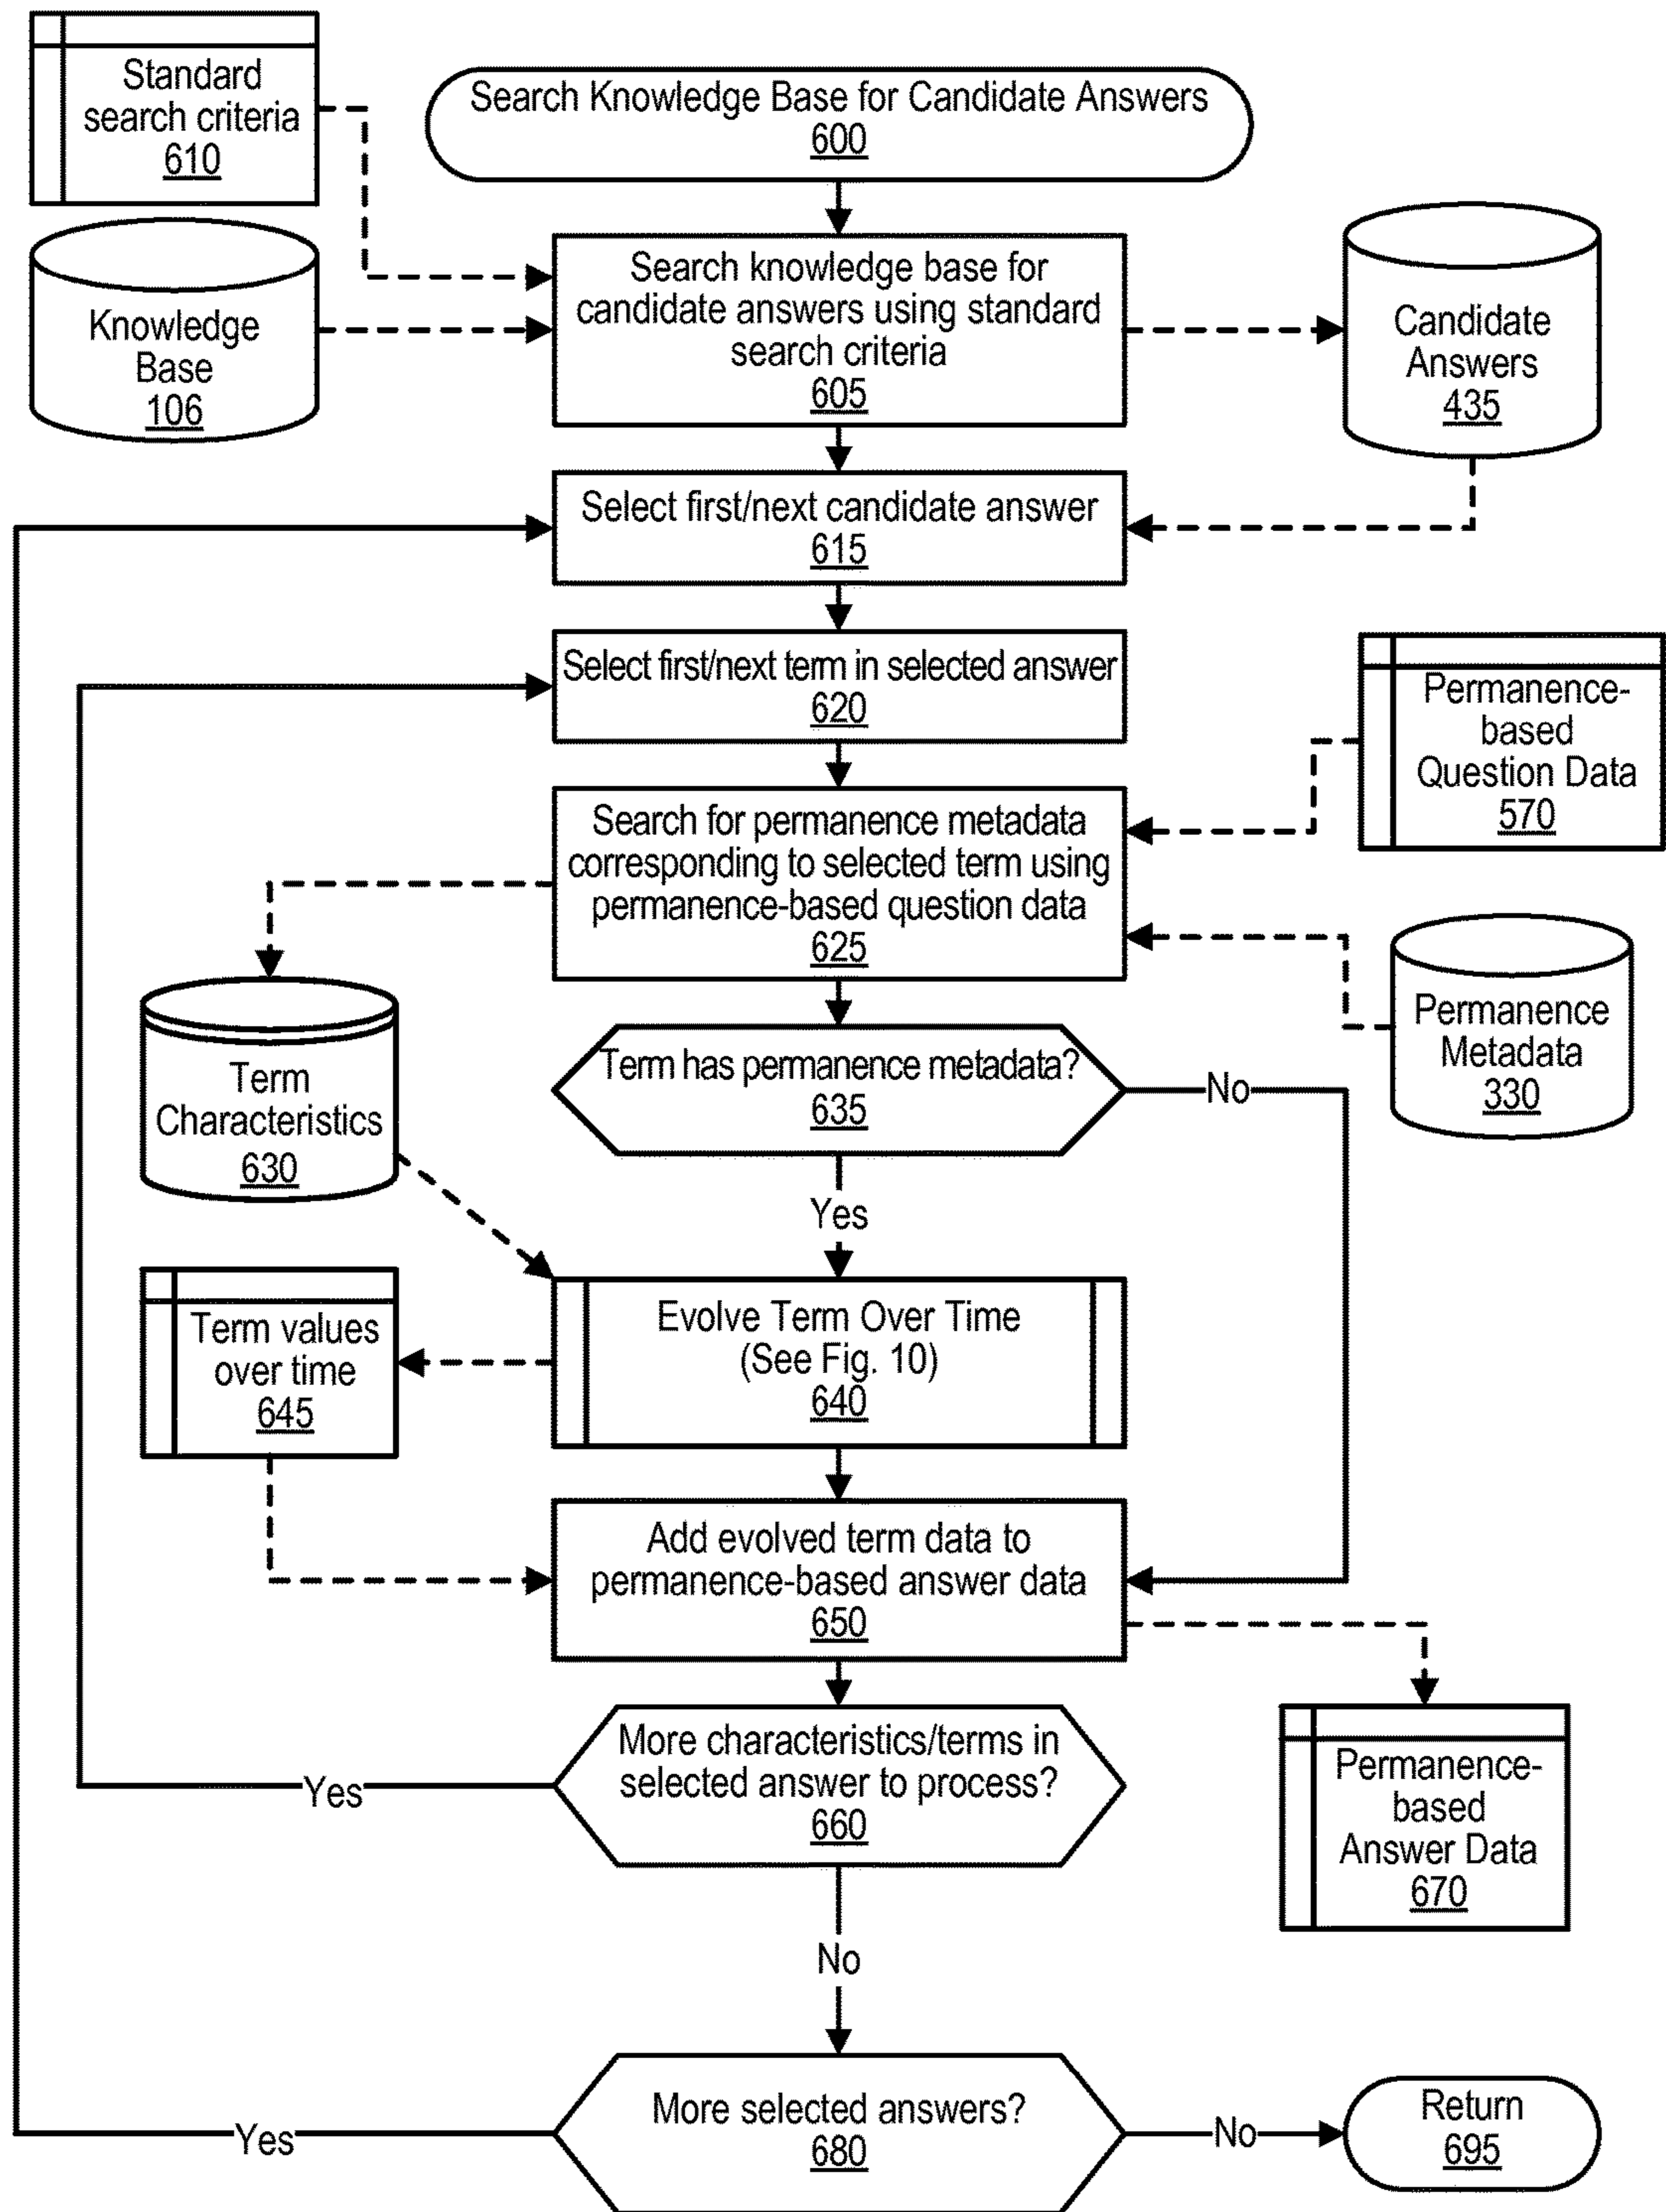 Standard
search criteria
610
Search Knowledge Base for Candidate Answers
600
Knowledge
Base
106
Search knowledge base for
candidate answers using standard
search criteria
605
Candidate
Answers
435
Select first/next candidate answer
615
Select first/next term in selected answer
620
Permanence-
based
Question Data
570
Search for permanence metadata
corresponding to selected term using
permanence-based question data
625
Permanence
Metadata
330
Term
Characteristics
630
Term has permanence metadata?
635
No
Yes
Term values
over time
645
Evolve Term Over Time
(See Fig. 10)
640
Add evolved term data to
permanence-based answer data
650
More characteristics/terms in
selected answer to process?
660
Yes
Permanence-
based
Answer Data
670
No
More selected answers?
680
Yes
No
Return
695